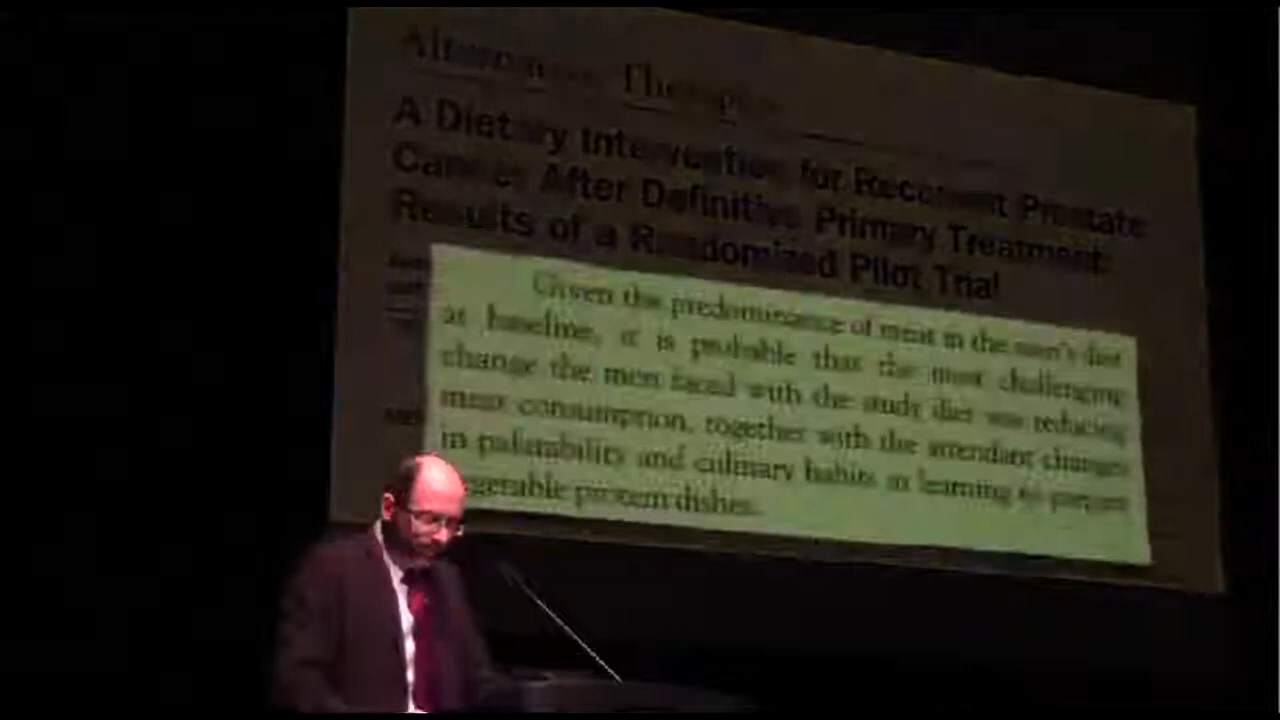 Alternative Therapies
A Dietary Intervention for Recurrent Prostate
Cancer After Definitive Primary Treatment:
Results of a Randomized Pilot Trial
Given the predominance of meat in the men's diet
at baseline, it is probable that the most challenging
change the men faced with the study diet was reducing
meat consumption, together with the attendant changes
in palatability and culinary habits in learning to prepare
vegetable protein dishes.